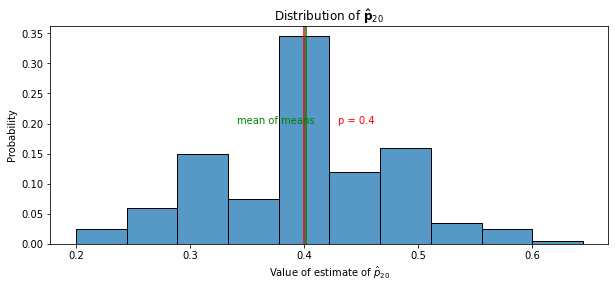 Distribution of p̂₂₀
0.35
0.30
0.25
0.20
0.15
0.10
0.05
0.00
Probability
mean of means
p = 0.4
0.2 0.3 0.4 0.5 0.6
Value of estimate of p̂₂₀